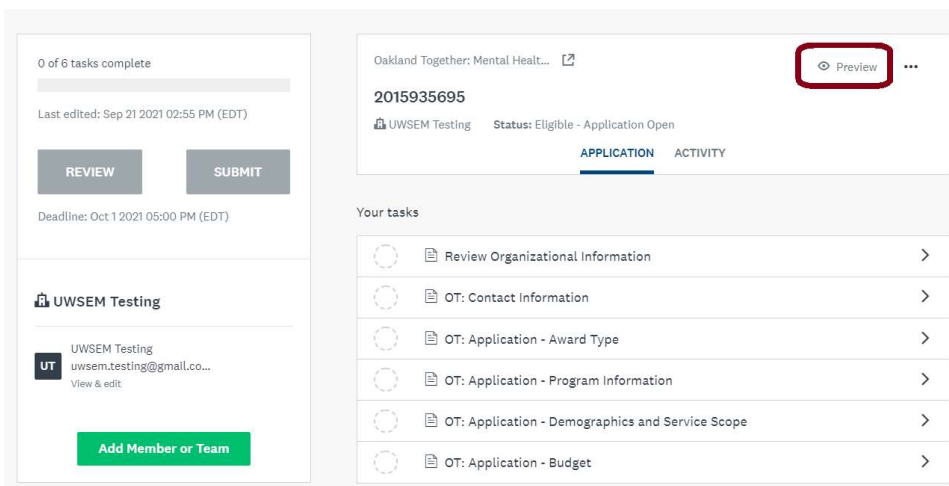 0 of 6 tasks complete
Last edited: Sep 21 2021 02:55 PM (EDT)
REVIEW
SUBMIT
Deadline: Oct 1 2021 05:00 PM (EDT)
UWSEM Testing
UT
UWSEM Testing
uwsem.testing@gmail.co...
View & edit
Add Member or Team
Oakland Together: Mental Healt...
Preview
2015935695
UWSEM Testing Status: Eligible - Application Open
APPLICATION ACTIVITY
Your tasks
Review Organizational Information
OT: Contact Information
OT: Application - Award Type
OT: Application - Program Information
OT: Application - Demographics and Service Scope
OT: Application - Budget